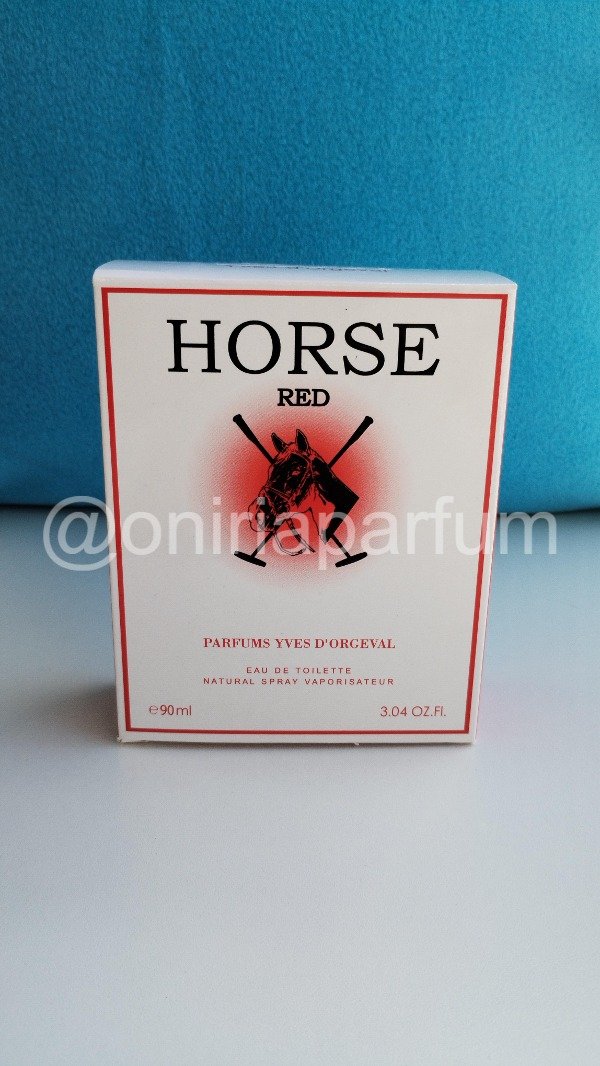 HORSE
RED
@oniriaparfum
PARFUMS YVES D'ORGEVAL
EAU DE TOILETTE
NATURAL SPRAY VAPORISATEUR
℮90ml
3.04 OZ.Fl.